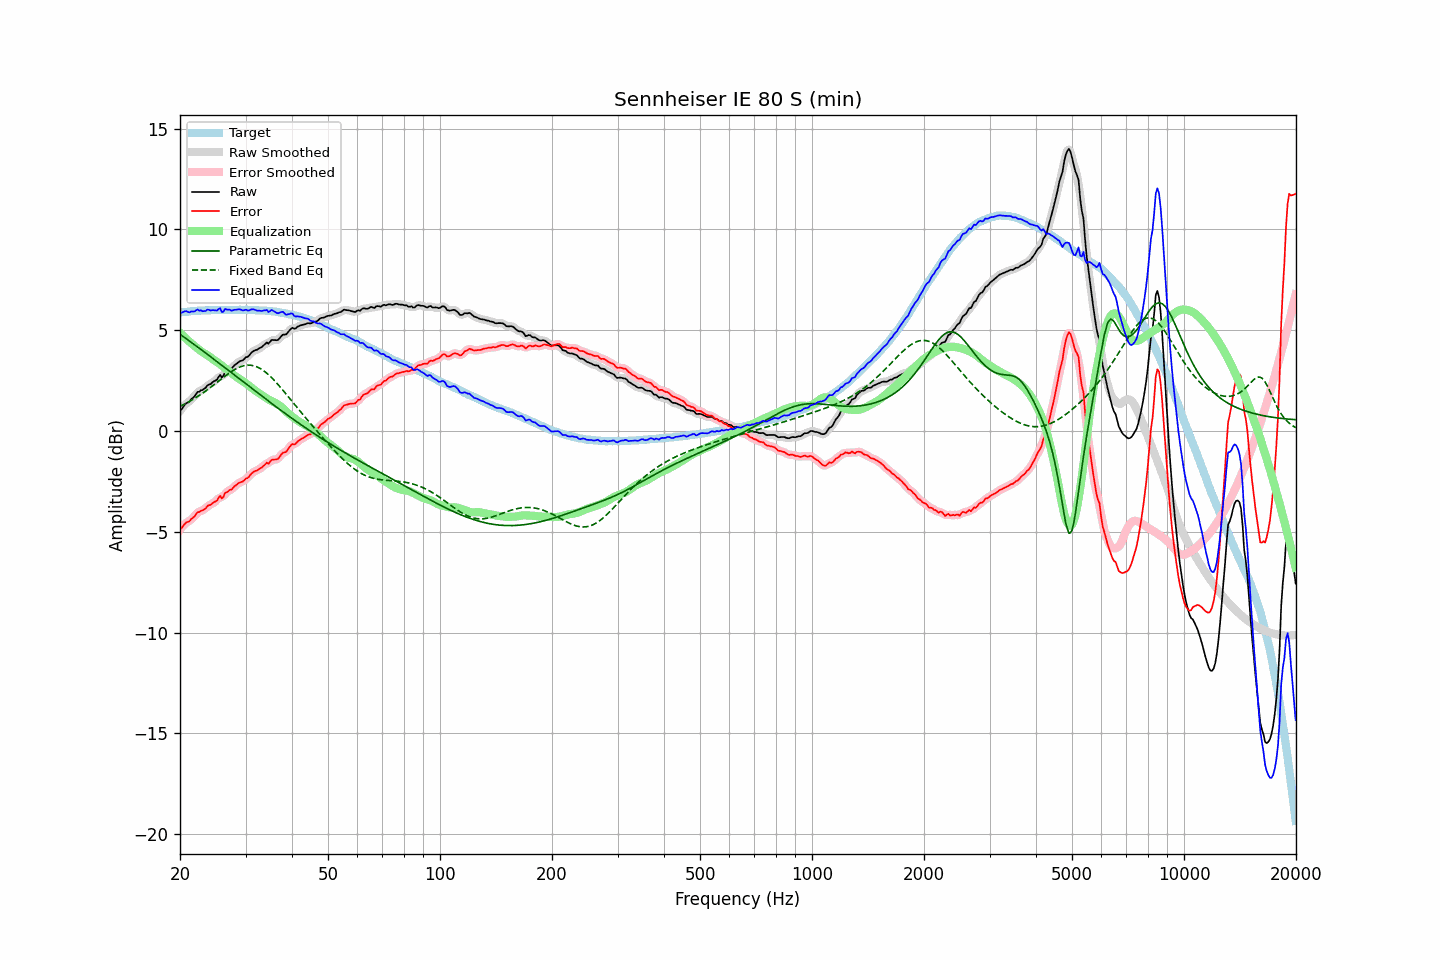 Sennheiser IE 80 S (min)
Target
Raw Smoothed
Error Smoothed
Raw
Error
Equalization
Parametric Eq
Fixed Band Eq
Equalized
15
10
5
0
−5
−10
−15
−20
Amplitude (dBr)
20 50 100 200 500 1000 2000 5000 10000 20000
Frequency (Hz)